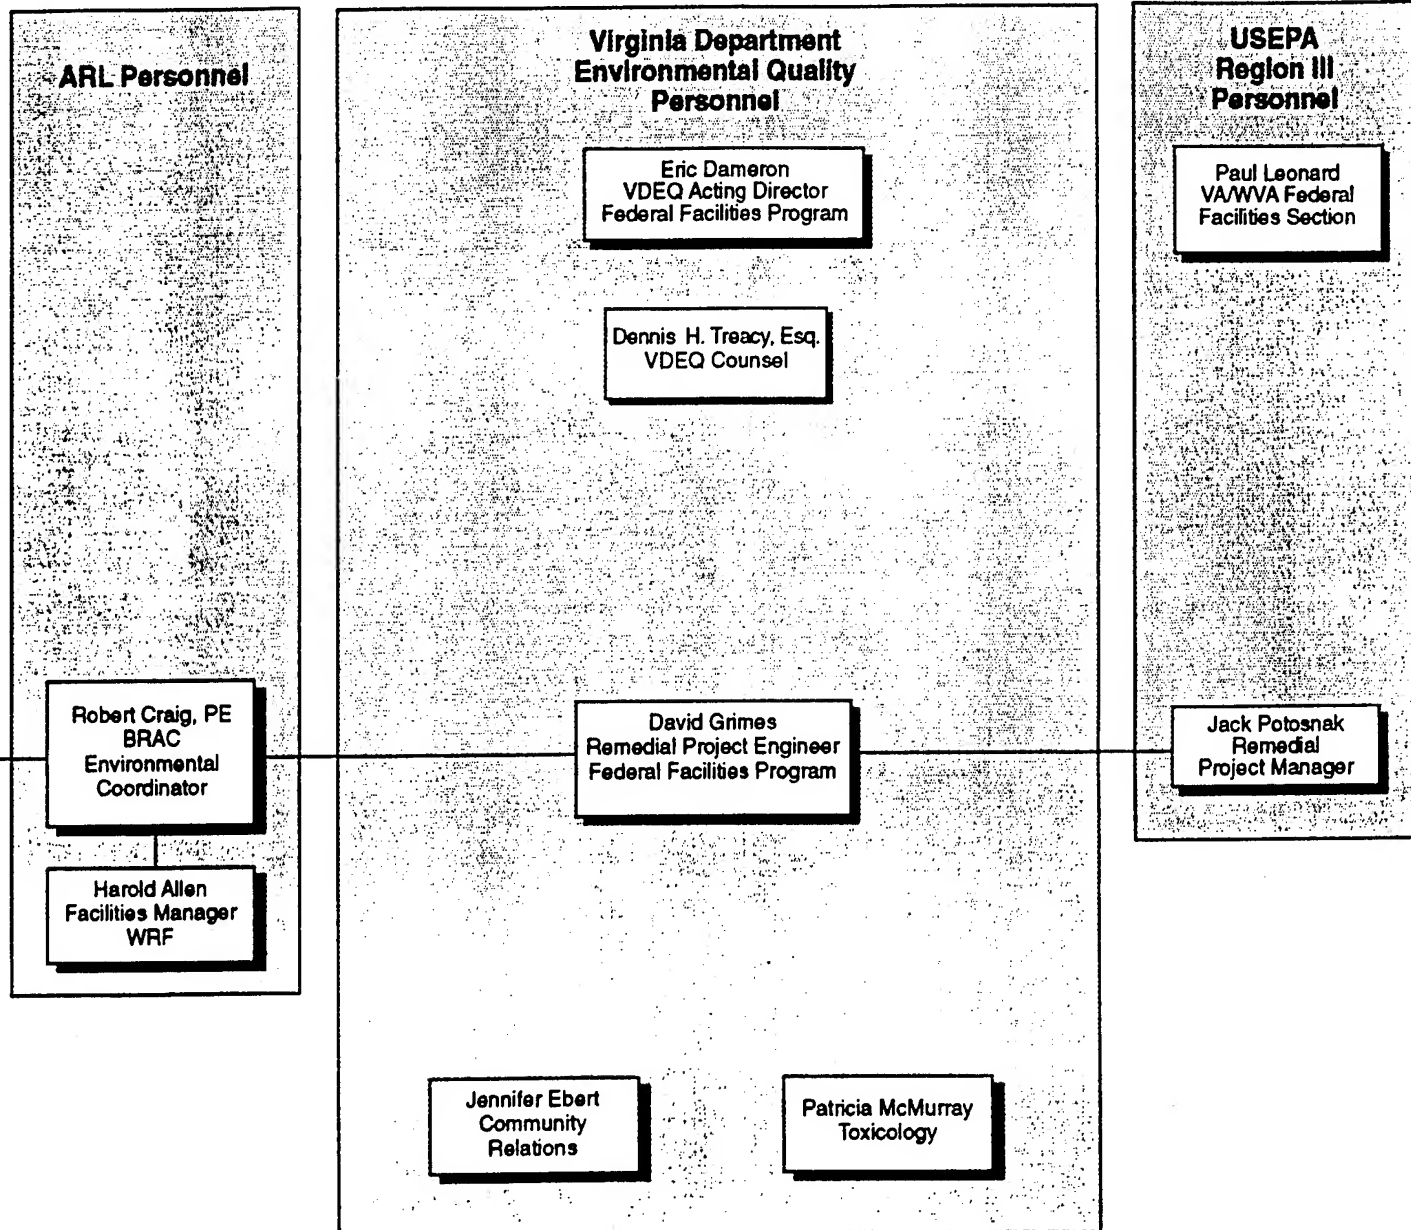 ARL Personnel
Virginia Department
Environmental Quality
Personnel
USEPA
Region III
Personnel
Eric Dameron
VDEQ Acting Director
Federal Facilities Program
Paul Leonard
VA/WVA Federal
Facilities Section
Dennis H. Treacy, Esq.
VDEQ Counsel
Robert Craig, PE
BRAC
Environmental
Coordinator
David Grimes
Remedial Project Engineer
Federal Facilities Program
Jack Potosnak
Remedial
Project Manager
Harold Allen
Facilities Manager
WRF
Jennifer Ebert
Community
Relations
Patricia McMurray
Toxicology